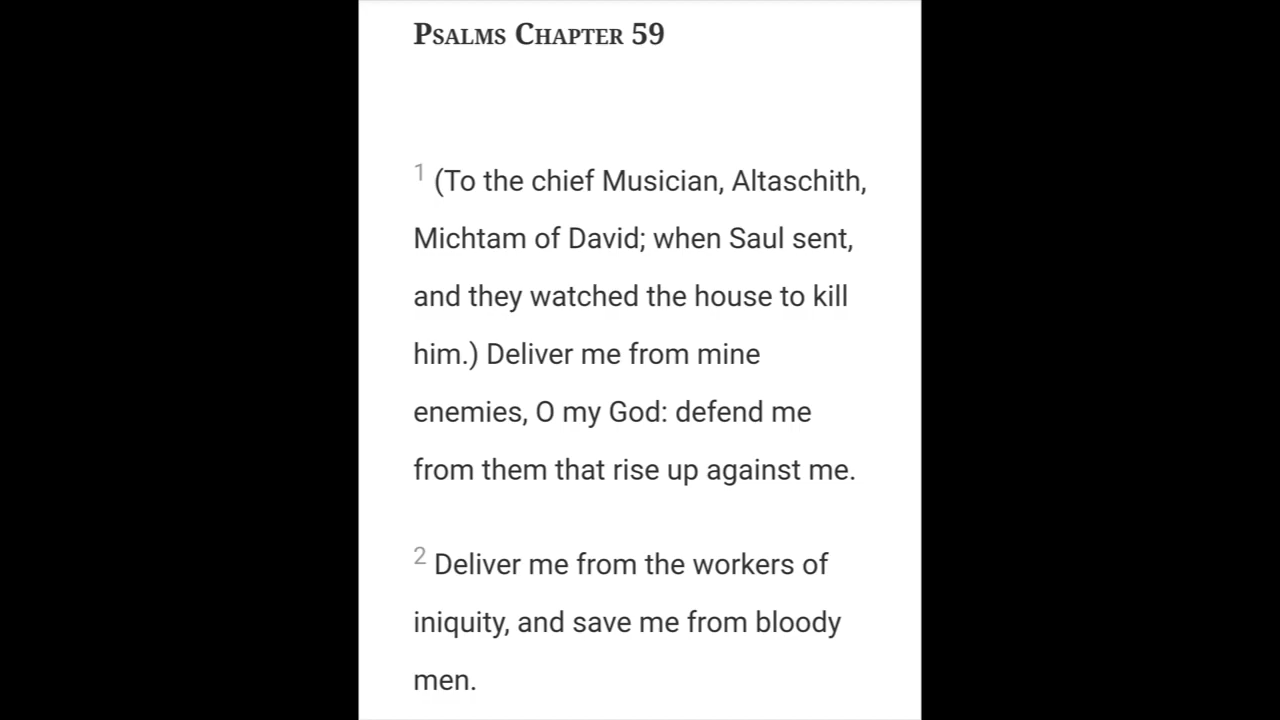 Psalms Chapter 59
1 (To the chief Musician, Altaschith,
Michtam of David; when Saul sent,
and they watched the house to kill
him.) Deliver me from mine
enemies, O my God: defend me
from them that rise up against me.
2 Deliver me from the workers of
iniquity, and save me from bloody
men.